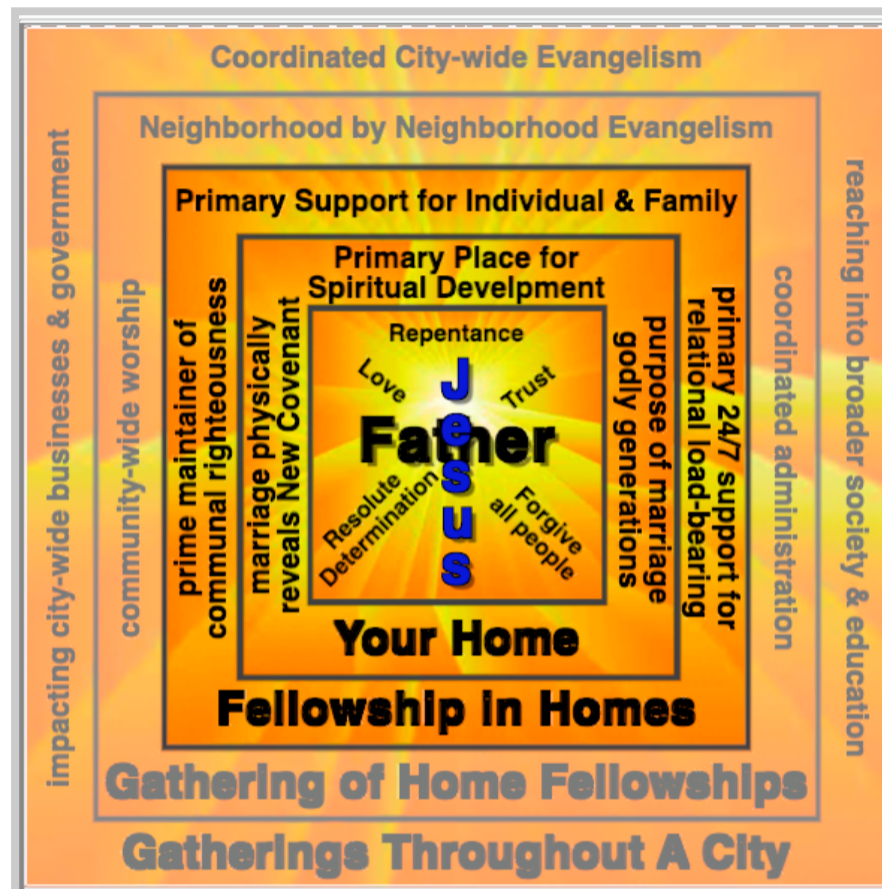 Coordinated City-wide Evangelism
Neighborhood by Neighborhood Evangelism
Primary Support for Individual & Family
Primary Place for
Spiritual Develpment
Repentance
Love
Trust
Jesus
Father
Resolute
Determination
Forgive
all people
marriage physically
reveals New Covenant
purpose of marriage
godly generations
Your Home
prime maintainer of
communal righteousness
primary 24/7 support for
relational load-bearing
Fellowship in Homes
community-wide worship
coordinated administration
Gathering of Home Fellowships
impacting city-wide businesses & government
reaching into broader society & education
Gatherings Throughout A City